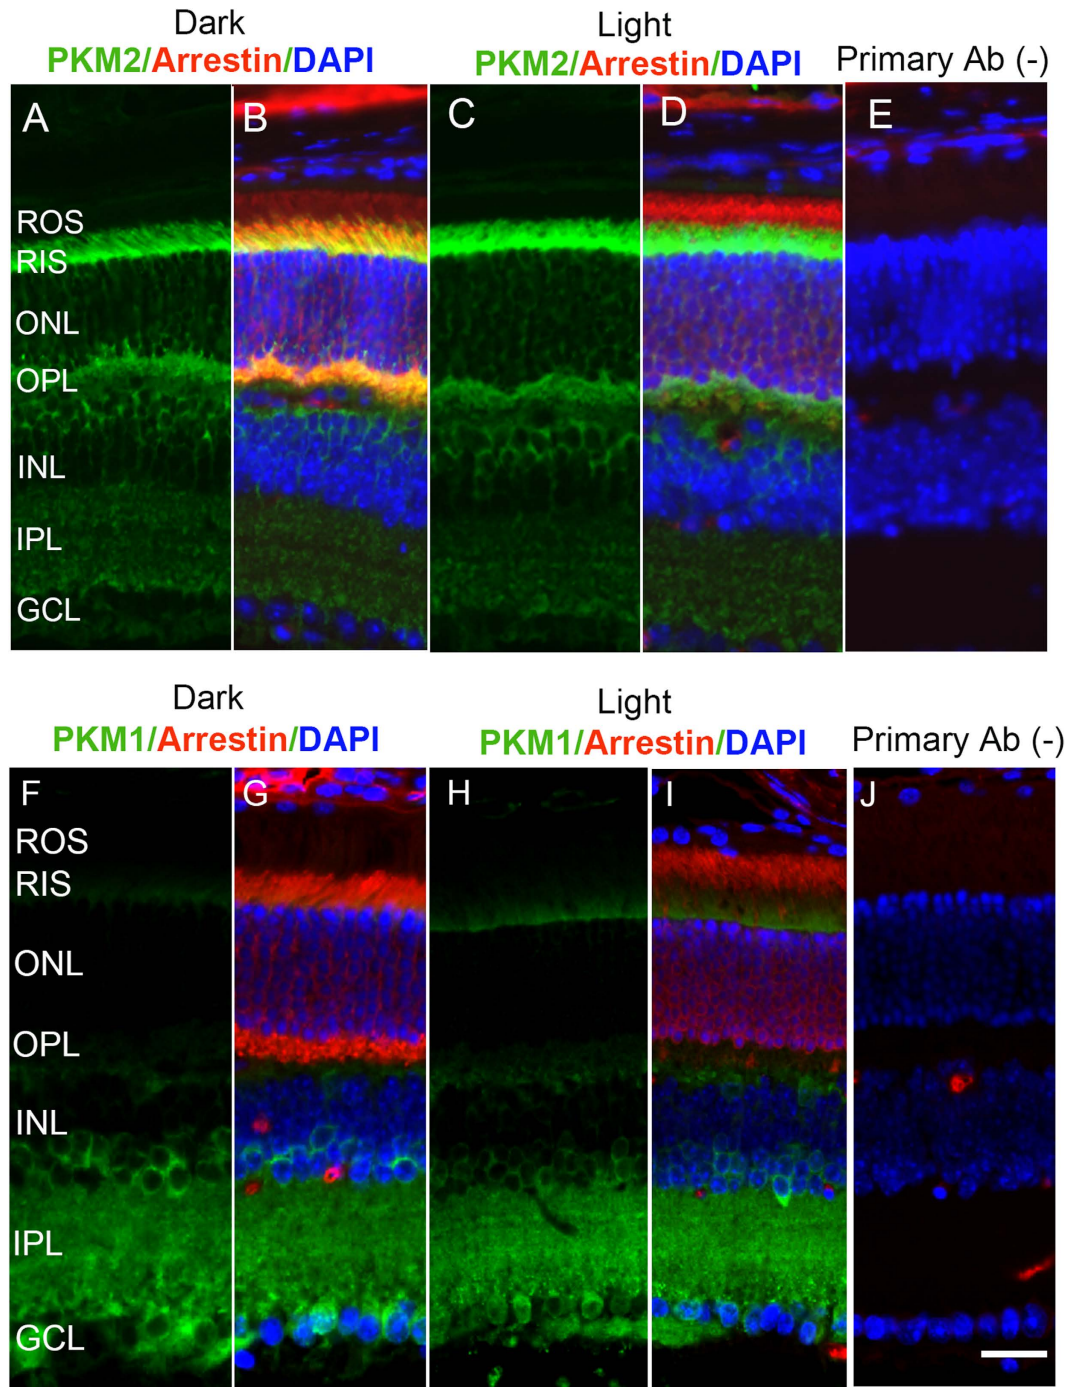 Dark
PKM2/Arrestin/DAPI
Light
PKM2/Arrestin/DAPI
Primary Ab (-)
A
B
C
D
E
ROS
RIS
ONL
OPL
INL
IPL
GCL
Dark
PKM1/Arrestin/DAPI
Light
PKM1/Arrestin/DAPI
Primary Ab (-)
F
G
H
I
J
ROS
RIS
ONL
OPL
INL
IPL
GCL